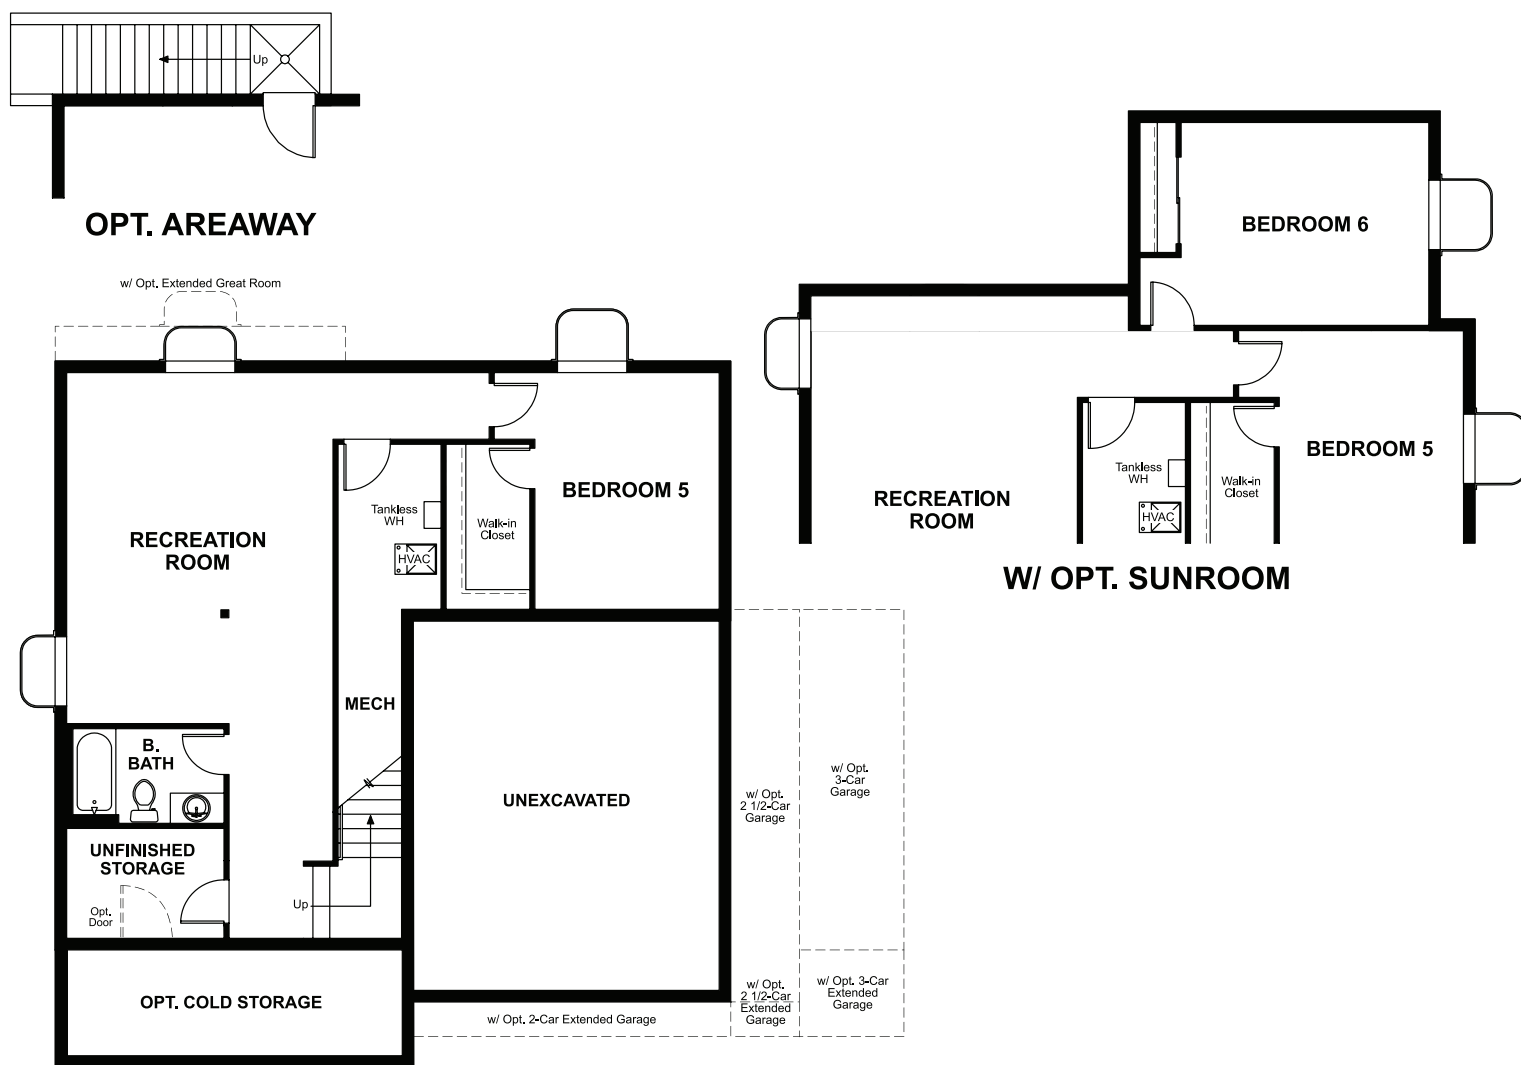 Up
OPT. AREAWAY
w/ Opt. Extended Great Room
BEDROOM 5
Tankless
WH
HVAC
Walk-in
Closet
RECREATION
ROOM
MECH
B.
BATH
UNFINISHED
STORAGE
Opt.
Door
Up
UNEXCAVATED
OPT. COLD STORAGE
w/ Opt. 2-Car Extended Garage
w/ Opt.
2 1/2-Car
Garage
w/ Opt.
3-Car
Garage
w/ Opt.
2 1/2-Car
Extended
Garage
w/ Opt. 3-Car
Extended
Garage
BEDROOM 6
BEDROOM 5
Tankless
WH
HVAC
Walk-in
Closet
RECREATION
ROOM
W/ OPT. SUNROOM